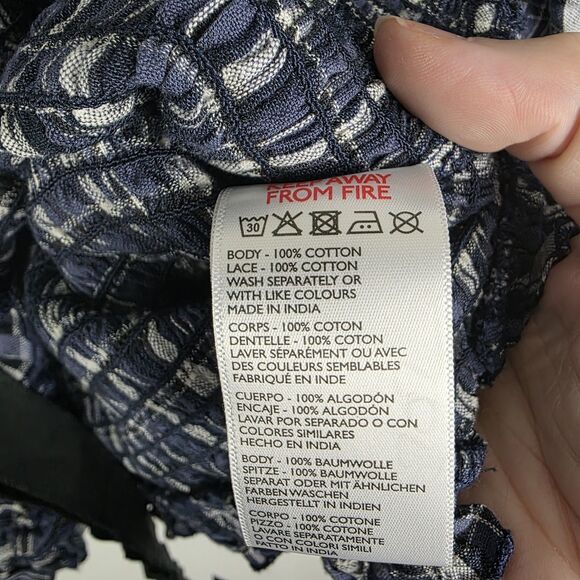 KEEP AWAY
FROM FIRE
30
BODY - 100% COTTON
LACE - 100% COTTON
WASH SEPARATELY OR
WITH LIKE COLOURS
MADE IN INDIA
CORPS - 100% COTON
DENTELLE - 100% COTON
LAVER SÉPARÉMENT OU AVEC
DES COULEURS SEMBLABLES
FABRIQUÉ EN INDE
CUERPO - 100% ALGODÓN
ENCAJE - 100% ALGODÓN
LAVAR POR SEPARADO O CON
COLORES SIMILARES
HECHO EN INDIA
BODY - 100% BAUMWOLLE
SPITZE - 100% BAUMWOLLE
SEPARAT ODER MIT ÄHNLICHEN
FARBEN WASCHEN
HERGESTELLT IN INDIEN
CORPO - 100% COTONE
PIZZO - 100% COTONE
LAVARE SEPARATAMENTE
O CON COLORI SIMILI
FATTO IN INDIA